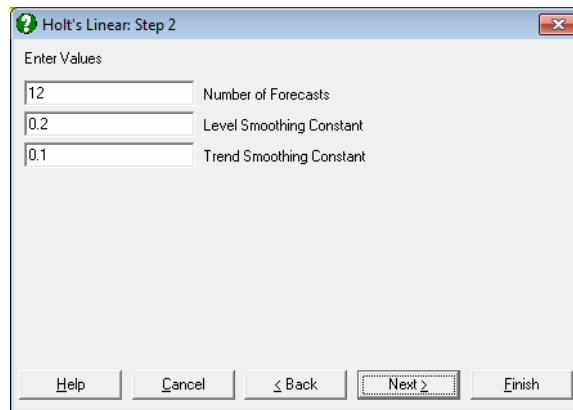 Holt's Linear: Step 2
Enter Values
12 Number of Forecasts
0.2 Level Smoothing Constant
0.1 Trend Smoothing Constant
Help Cancel < Back Next > Finish